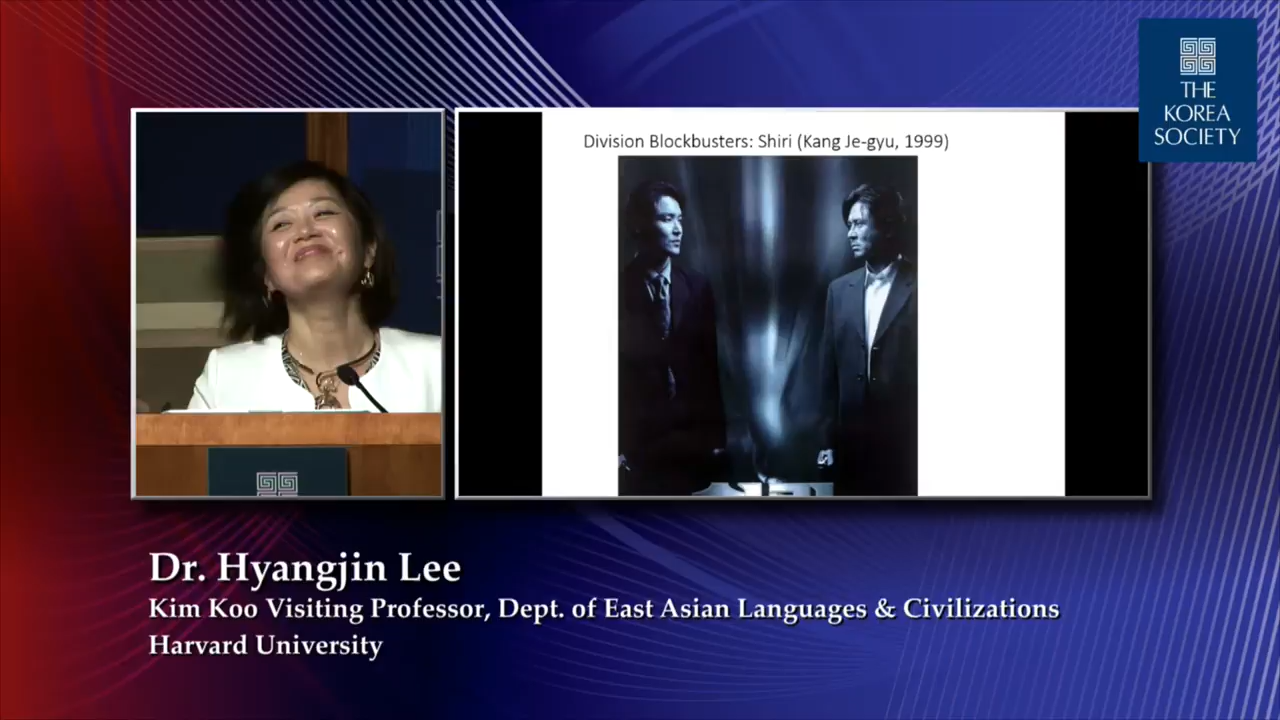 Division Blockbusters: Shiri (Kang Je-gyu, 1999)
THE
KOREA
SOCIETY
Dr. Hyangjin Lee
Kim Koo Visiting Professor, Dept. of East Asian Languages & Civilizations
Harvard University